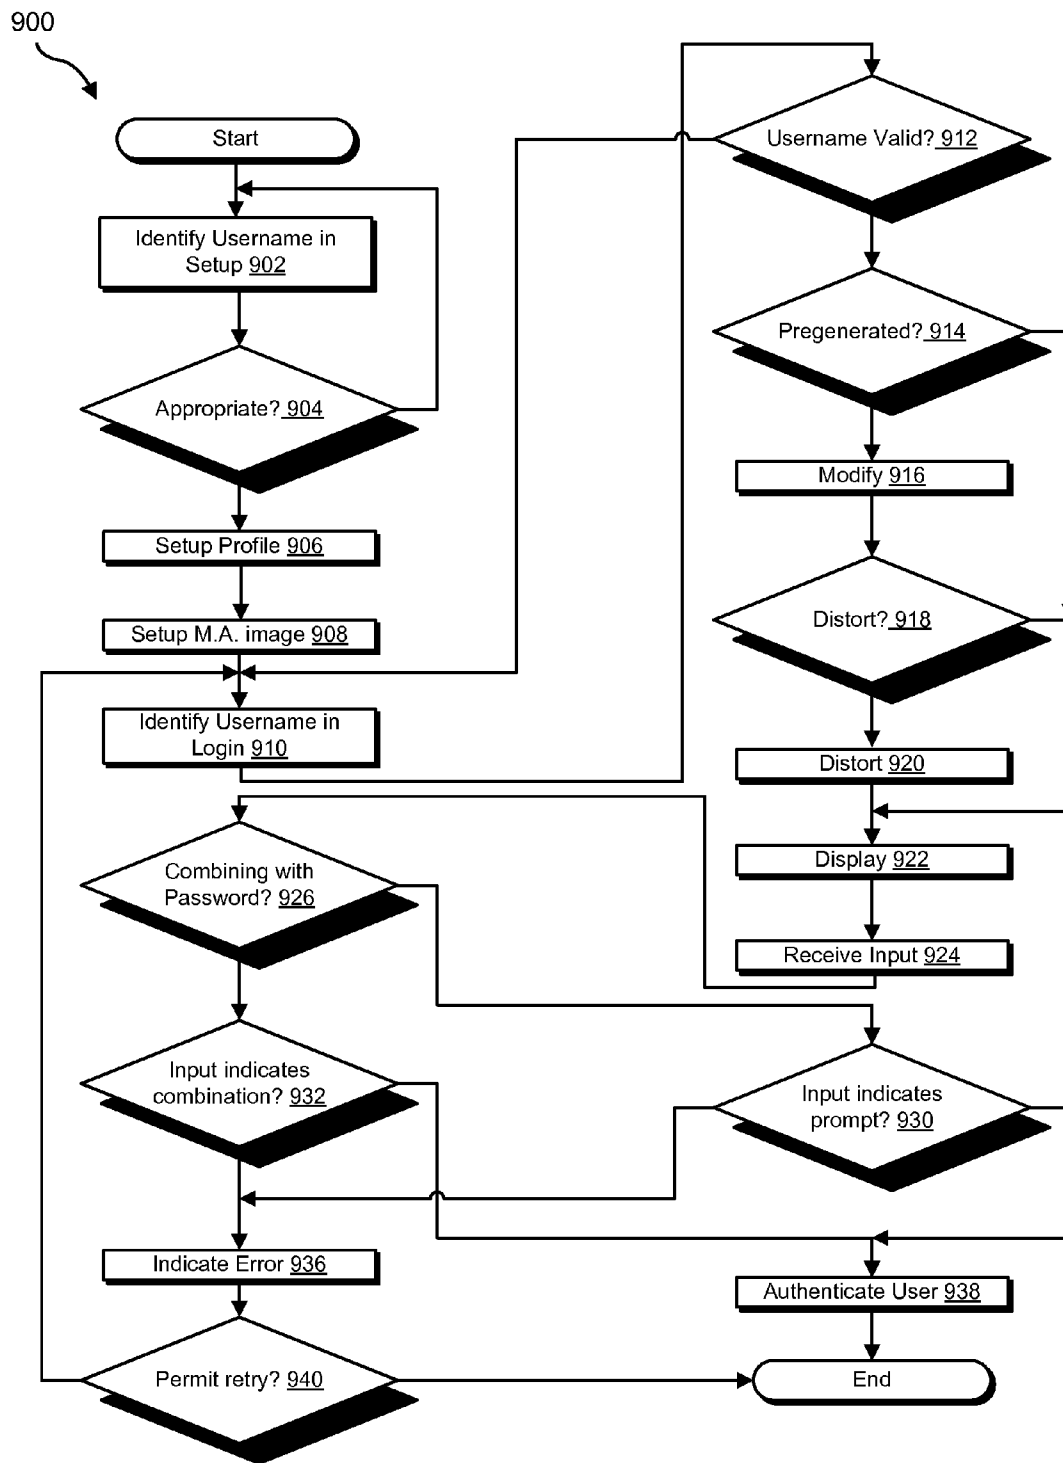 900
Start
Identify Username in
Setup 902
Appropriate? 904
Setup Profile 906
Setup M.A. image 908
Identify Username in
Login 910
Username Valid? 912
Pregenerated? 914
Modify 916
Distort? 918
Distort 920
Display 922
Receive Input 924
Combining with
Password? 926
Input indicates
combination? 932
Input indicates
prompt? 930
Indicate Error 936
Authenticate User 938
Permit retry? 940
End